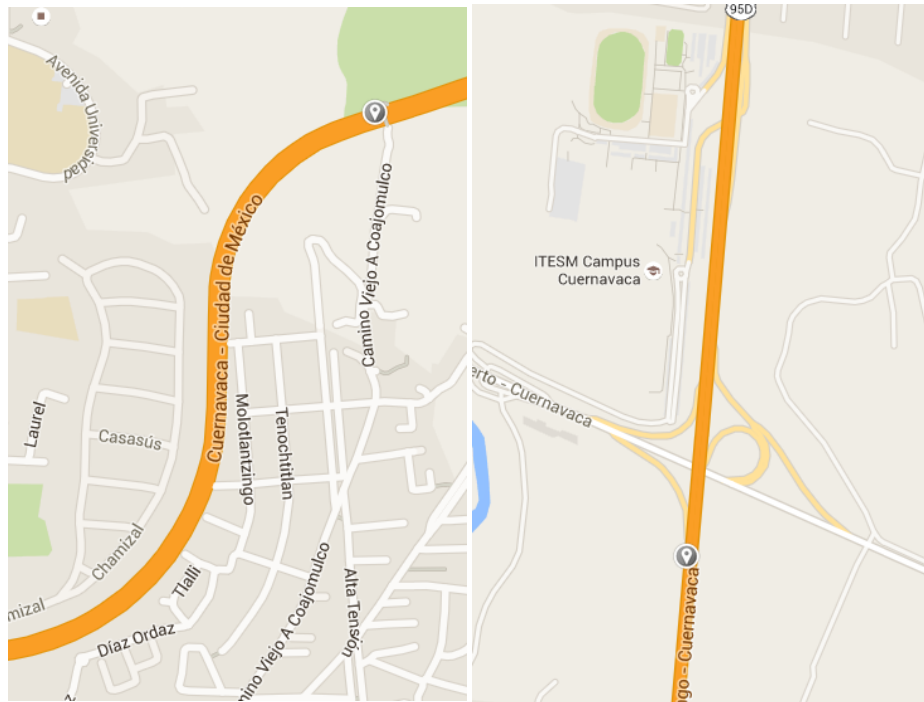 Avenida Universidad
Cuernavaca - Ciudad de México
Camino Viejo A Coajomulco
Laurel
Casasús
Molotlantzingo
Tenochtitlan
Chamizal
amizal
Tlalli
Díaz Ordaz
mino Viejo A Coajomulco
Alta Tensión
95D
ITESM Campus
Cuernavaca
erto - Cuernavaca
ngo - Cuernavaca